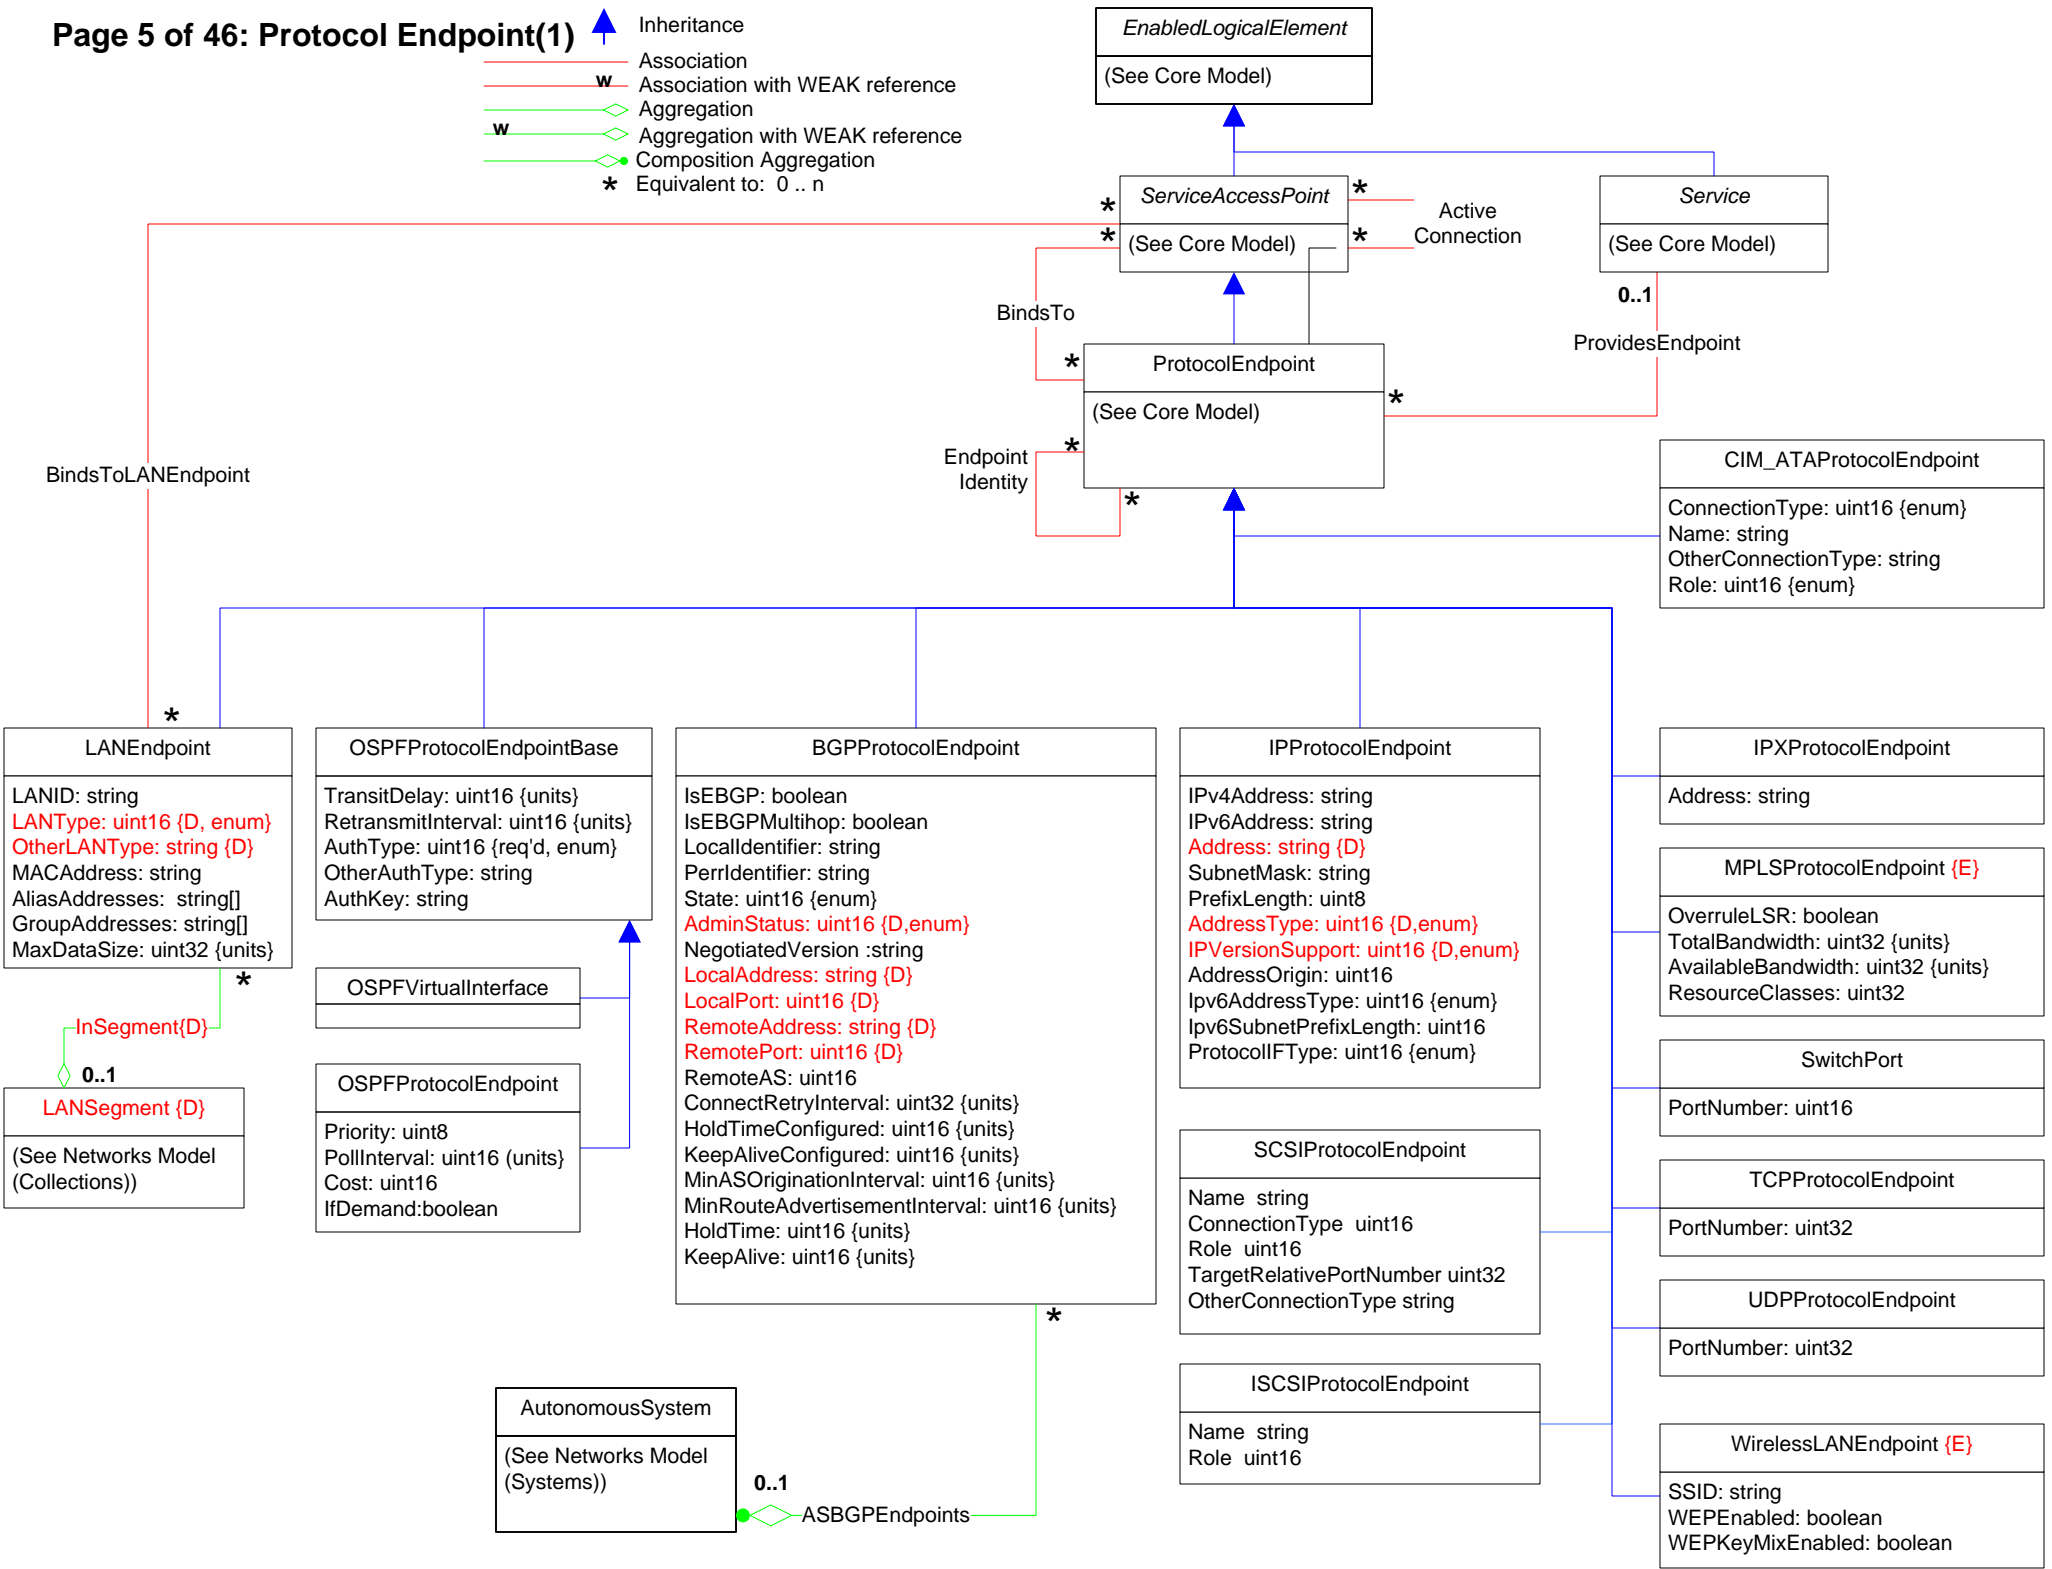 Page 5 of 46: Protocol Endpoint(1)
Inheritance
Association
w
Association with WEAK reference
Aggregation
w
Aggregation with WEAK reference
Composition Aggregation
* Equivalent to: 0 .. n
EnabledLogicalElement
(See Core Model)
*
*
ServiceAccessPoint
(See Core Model)
*
*
Active
Connection
Service
(See Core Model)
0..1
BindsTo
ProvidesEndpoint
*
ProtocolEndpoint
(See Core Model)
*
*
Endpoint
Identity
*
BindsToLANEndpoint
*
CIM_ATAProtocolEndpoint
ConnectionType: uint16 {enum}
Name: string
OtherConnectionType: string
Role: uint16 {enum}
LANEndpoint
LANID: string
LANType: uint16 {D, enum}
OtherLANType: string {D}
MACAddress: string
AliasAddresses:  string[]
GroupAddresses: string[]
MaxDataSize: uint32 {units}
*
InSegment{D}
0..1
LANSegment {D}
(See Networks Model
(Collections))
OSPFProtocolEndpointBase
TransitDelay: uint16 {units}
RetransmitInterval: uint16 {units}
AuthType: uint16 {req'd, enum}
OtherAuthType: string
AuthKey: string
OSPFVirtualInterface
OSPFProtocolEndpoint
Priority: uint8
PollInterval: uint16 (units}
Cost: uint16
IfDemand:boolean
BGPProtocolEndpoint
IsEBGP: boolean
IsEBGPMultihop: boolean
LocalIdentifier: string
PerrIdentifier: string
State: uint16 {enum}
AdminStatus: uint16 {D,enum}
NegotiatedVersion :string
LocalAddress: string {D}
LocalPort: uint16 {D}
RemoteAddress: string {D}
RemotePort: uint16 {D}
RemoteAS: uint16
ConnectRetryInterval: uint32 {units}
HoldTimeConfigured: uint16 {units}
KeepAliveConfigured: uint16 {units}
MinASOriginationInterval: uint16 {units}
MinRouteAdvertisementInterval: uint16 {units}
HoldTime: uint16 {units}
KeepAlive: uint16 {units}
*
AutonomousSystem
(See Networks Model
(Systems))
0..1
ASBGPEndpoints
IPProtocolEndpoint
IPv4Address: string
IPv6Address: string
Address: string {D}
SubnetMask: string
PrefixLength: uint8
AddressType: uint16 {D,enum}
IPVersionSupport: uint16 {D,enum}
AddressOrigin: uint16
Ipv6AddressType: uint16 {enum}
Ipv6SubnetPrefixLength: uint16
ProtocolIFType: uint16 {enum}
SCSIProtocolEndpoint
Name  string
ConnectionType  uint16
Role  uint16
TargetRelativePortNumber uint32
OtherConnectionType string
ISCSIProtocolEndpoint
Name  string
Role  uint16
IPXProtocolEndpoint
Address: string
MPLSProtocolEndpoint {E}
OverruleLSR: boolean
TotalBandwidth: uint32 {units}
AvailableBandwidth: uint32 {units}
ResourceClasses: uint32
SwitchPort
PortNumber: uint16
TCPProtocolEndpoint
PortNumber: uint32
UDPProtocolEndpoint
PortNumber: uint32
WirelessLANEndpoint {E}
SSID: string
WEPEnabled: boolean
WEPKeyMixEnabled: boolean